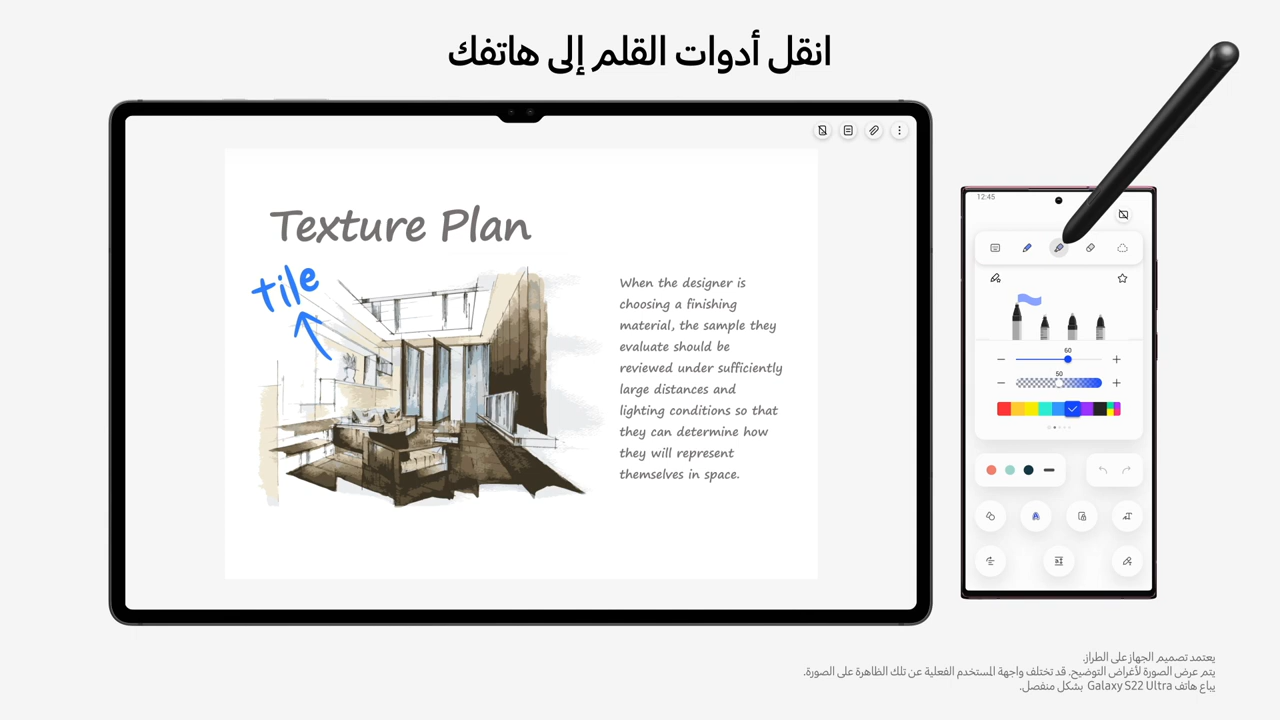 انقل أدوات القلم إلى هاتفك
Texture Plan
tile
When the designer is
choosing a finishing
material, the sample they
evaluate should be
reviewed under sufficiently
large distances and
lighting conditions so that
they can determine how
they will represent
themselves in space.
12:45
60
50
يعتمد تصميم الجهاز على الطراز.
يتم عرض الصورة لأغراض التوضيح. قد تختلف واجهة المستخدم الفعلية عن تلك الظاهرة على الصورة.
يباع هاتف Galaxy S22 Ultra بشكل منفصل.